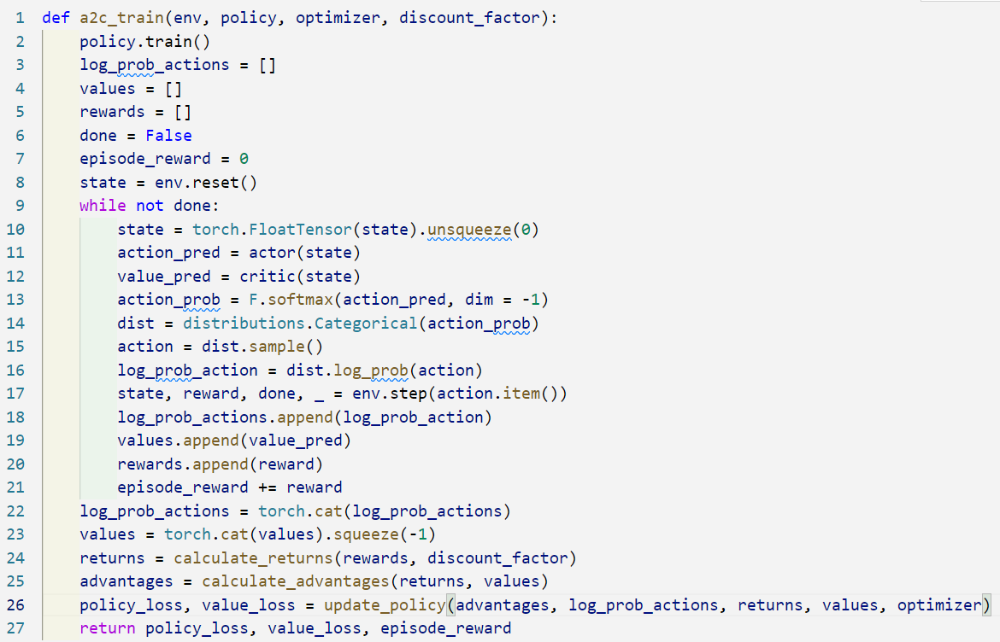 1 def a2c_train(env, policy, optimizer, discount_factor):
2     policy.train()
3     log_prob_actions = []
4     values = []
5     rewards = []
6     done = False
7     episode_reward = 0
8     state = env.reset()
9     while not done:
10         state = torch.FloatTensor(state).unsqueeze(0)
11         action_pred = actor(state)
12         value_pred = critic(state)
13         action_prob = F.softmax(action_pred, dim = -1)
14         dist = distributions.Categorical(action_prob)
15         action = dist.sample()
16         log_prob_action = dist.log_prob(action)
17         state, reward, done, _ = env.step(action.item())
18         log_prob_actions.append(log_prob_action)
19         values.append(value_pred)
20         rewards.append(reward)
21         episode_reward += reward
22     log_prob_actions = torch.cat(log_prob_actions)
23     values = torch.cat(values).squeeze(-1)
24     returns = calculate_returns(rewards, discount_factor)
25     advantages = calculate_advantages(returns, values)
26     policy_loss, value_loss = update_policy(advantages, log_prob_actions, returns, values, optimizer)
27     return policy_loss, value_loss, episode_reward